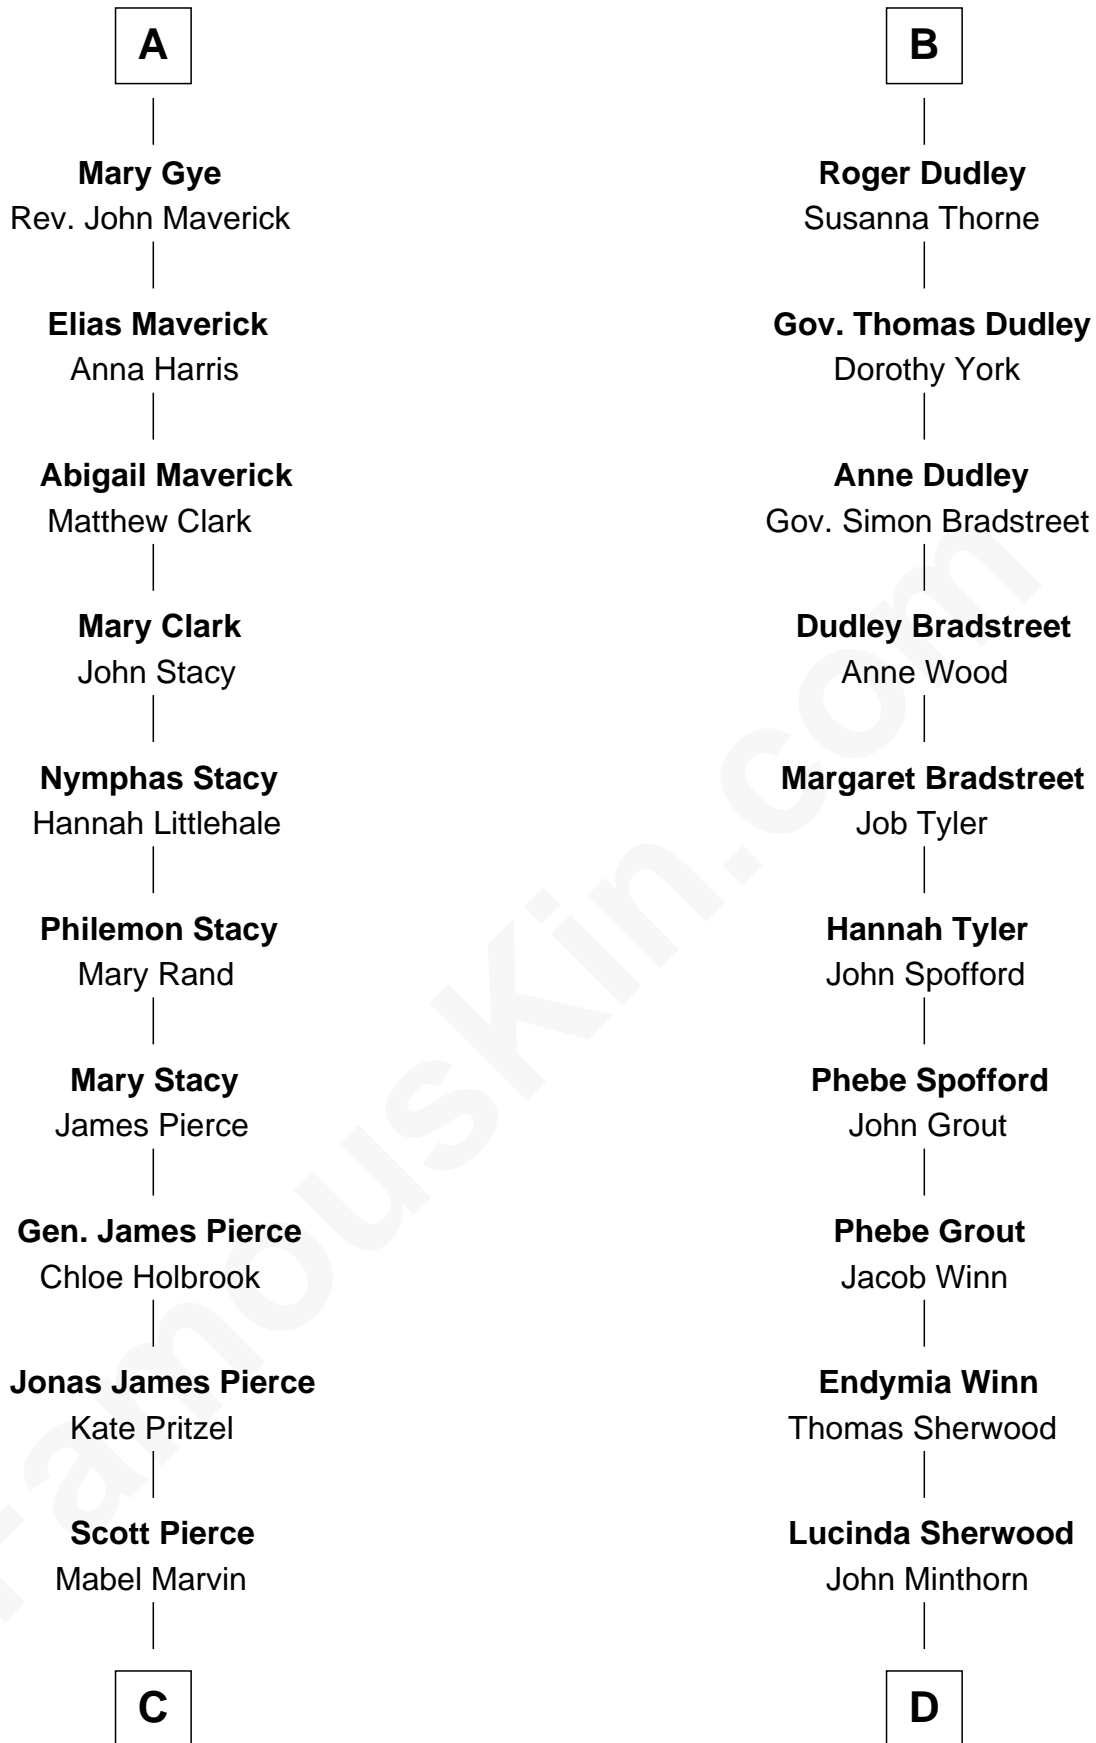 A
Mary Gye
Rev. John Maverick
Elias Maverick
Anna Harris
Abigail Maverick
Matthew Clark
Mary Clark
John Stacy
Nymphas Stacy
Hannah Littlehale
Philemon Stacy
Mary Rand
Mary Stacy
James Pierce
Gen. James Pierce
Chloe Holbrook
Jonas James Pierce
Kate Pritzel
Scott Pierce
Mabel Marvin
C
B
Roger Dudley
Susanna Thorne
Gov. Thomas Dudley
Dorothy York
Anne Dudley
Gov. Simon Bradstreet
Dudley Bradstreet
Anne Wood
Margaret Bradstreet
Job Tyler
Hannah Tyler
John Spofford
Phebe Spofford
John Grout
Phebe Grout
Jacob Winn
Endymia Winn
Thomas Sherwood
Lucinda Sherwood
John Minthorn
D
FamousKin.com